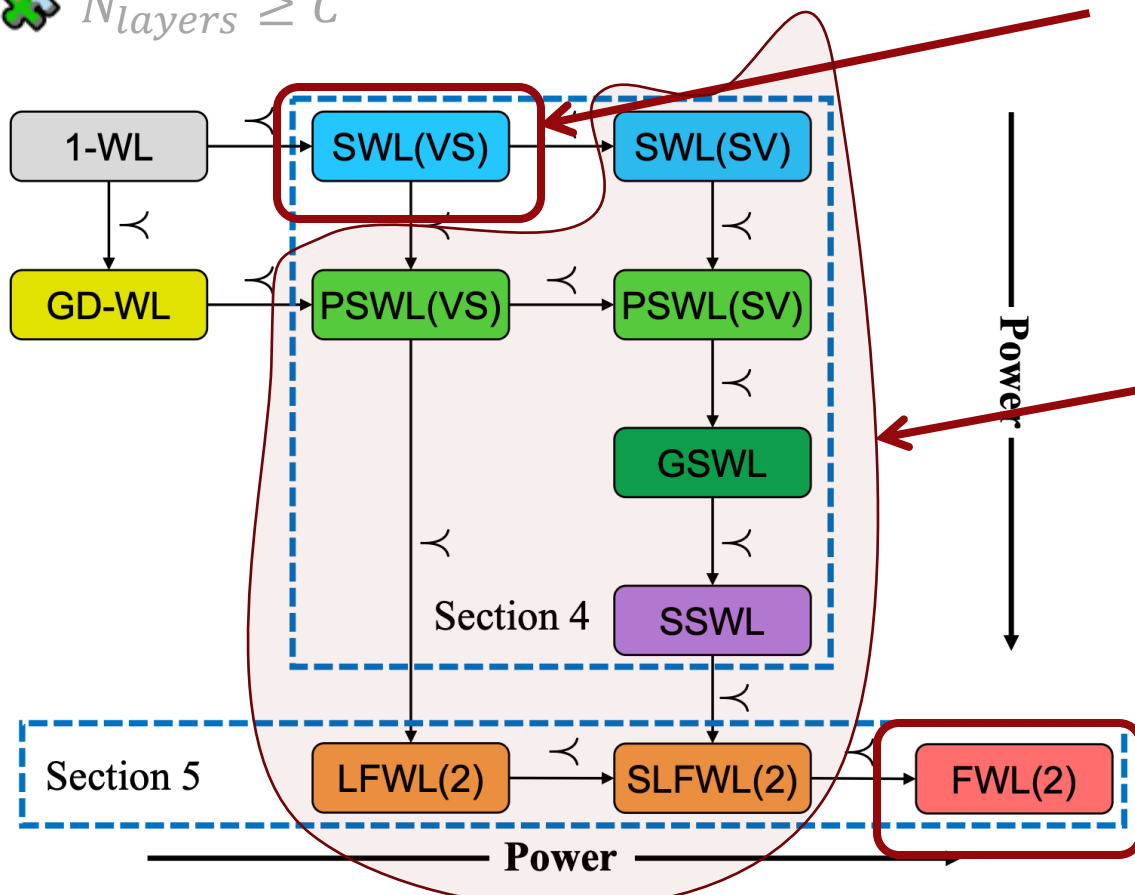 N_layers ≥ C
1-WL
SWL(VS)
SWL(SV)
GD-WL
PSWL(VS)
PSWL(SV)
Power
GSWL
Section 4
SSWL
Section 5
LFWL(2)
SLFWL(2)
FWL(2)
Power